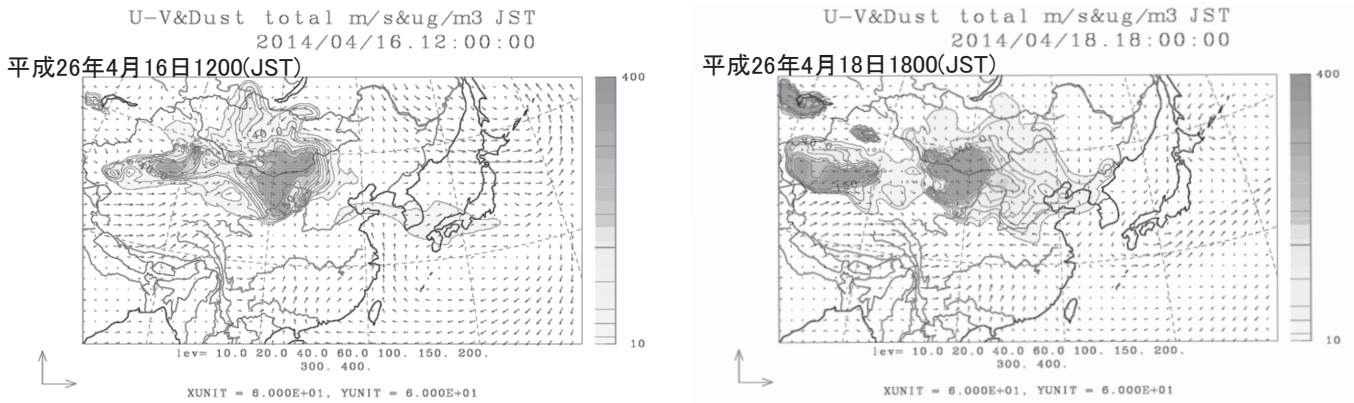 U-V&Dust total m/s&ug/m3 JST
2014/04/16.12:00:00
平成26年4月16日1200(JST)
400
10
lev= 10.0 20.0 40.0 60.0 100. 150. 200.
300. 400.
XUNIT = 6.000E+01, YUNIT = 6.000E+01
U-V&Dust total m/s&ug/m3 JST
2014/04/18.18:00:00
平成26年4月18日1800(JST)
400
10
lev= 10.0 20.0 40.0 60.0 100. 150. 200.
300. 400.
XUNIT = 6.000E+01, YUNIT = 6.000E+01